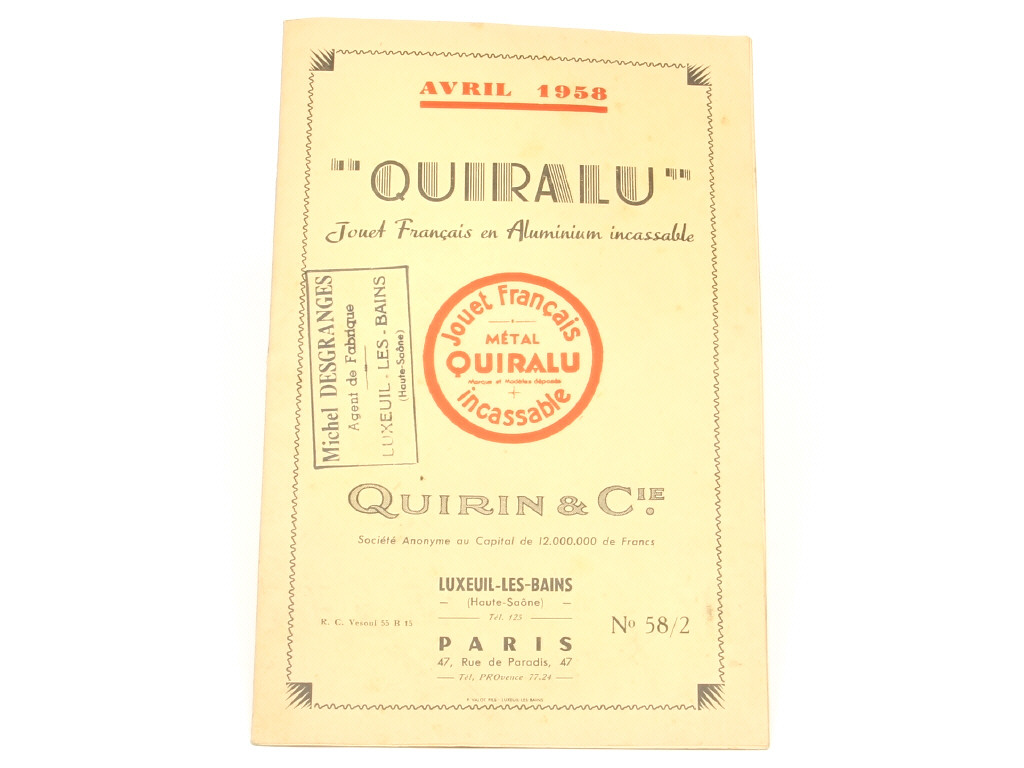 AVRIL 1958
"QUIRALU"
Jouet Français en Aluminium incassable
Michel DESGRANGES
Agent de Fabrique
LUXEUIL-LES-BAINS
(Haute-Saône)
Jouet Français
MÉTAL
QUIRALU
Marque et Modèles déposés
incassable
QUIRIN & CIE.
Société Anonyme au Capital de 12.000.000 de Francs
LUXEUIL-LES-BAINS
— (Haute-Saône) —
Tél. 125
R. C. Vesoul 55 B 15
No 58/2
PARIS
47, Rue de Paradis, 47
Tél, PROvence 77.24